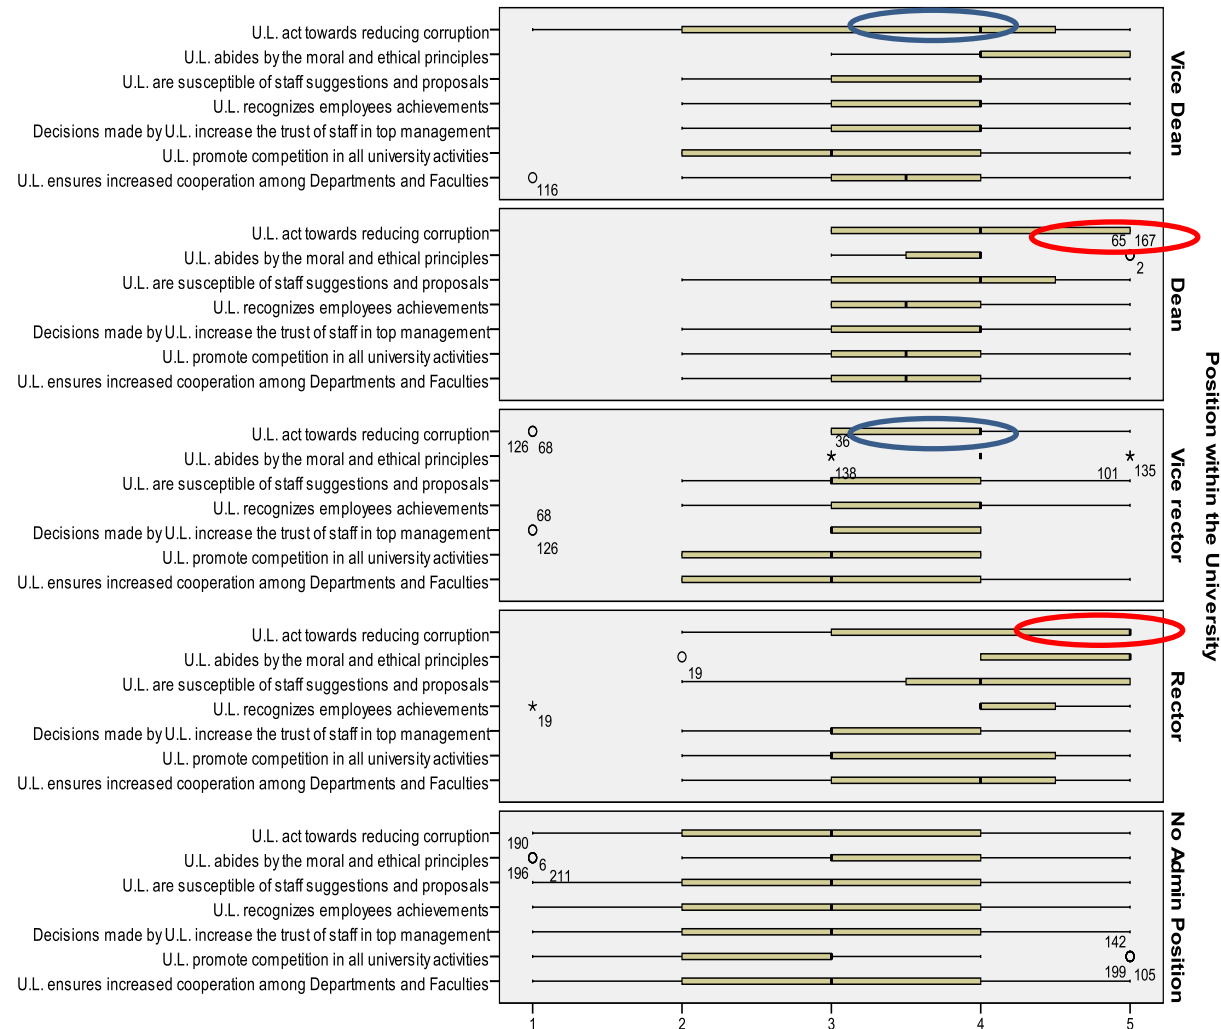 U.L. act towards reducing corruption
U.L. abides by the moral and ethical principles
U.L. are susceptible of staff suggestions and proposals
U.L. recognizes employees achievements
Decisions made by U.L. increase the trust of staff in top management
U.L. promote competition in all university activities
U.L. ensures increased cooperation among Departments and Faculties
116
Vice Dean
U.L. act towards reducing corruption
65 167
U.L. abides by the moral and ethical principles
2
U.L. are susceptible of staff suggestions and proposals
U.L. recognizes employees achievements
Decisions made by U.L. increase the trust of staff in top management
U.L. promote competition in all university activities
U.L. ensures increased cooperation among Departments and Faculties
Dean
U.L. act towards reducing corruption
126 68
36
U.L. abides by the moral and ethical principles
138
101 135
U.L. are susceptible of staff suggestions and proposals
U.L. recognizes employees achievements
68
Decisions made by U.L. increase the trust of staff in top management
126
U.L. promote competition in all university activities
U.L. ensures increased cooperation among Departments and Faculties
Vice rector
U.L. act towards reducing corruption
U.L. abides by the moral and ethical principles
19
U.L. are susceptible of staff suggestions and proposals
U.L. recognizes employees achievements
19
Decisions made by U.L. increase the trust of staff in top management
U.L. promote competition in all university activities
U.L. ensures increased cooperation among Departments and Faculties
Rector
U.L. act towards reducing corruption
190
U.L. abides by the moral and ethical principles
196 6 211
U.L. are susceptible of staff suggestions and proposals
U.L. recognizes employees achievements
Decisions made by U.L. increase the trust of staff in top management
142
U.L. promote competition in all university activities
199 105
U.L. ensures increased cooperation among Departments and Faculties
No Admin Position
Position within the University
1 2 3 4 5